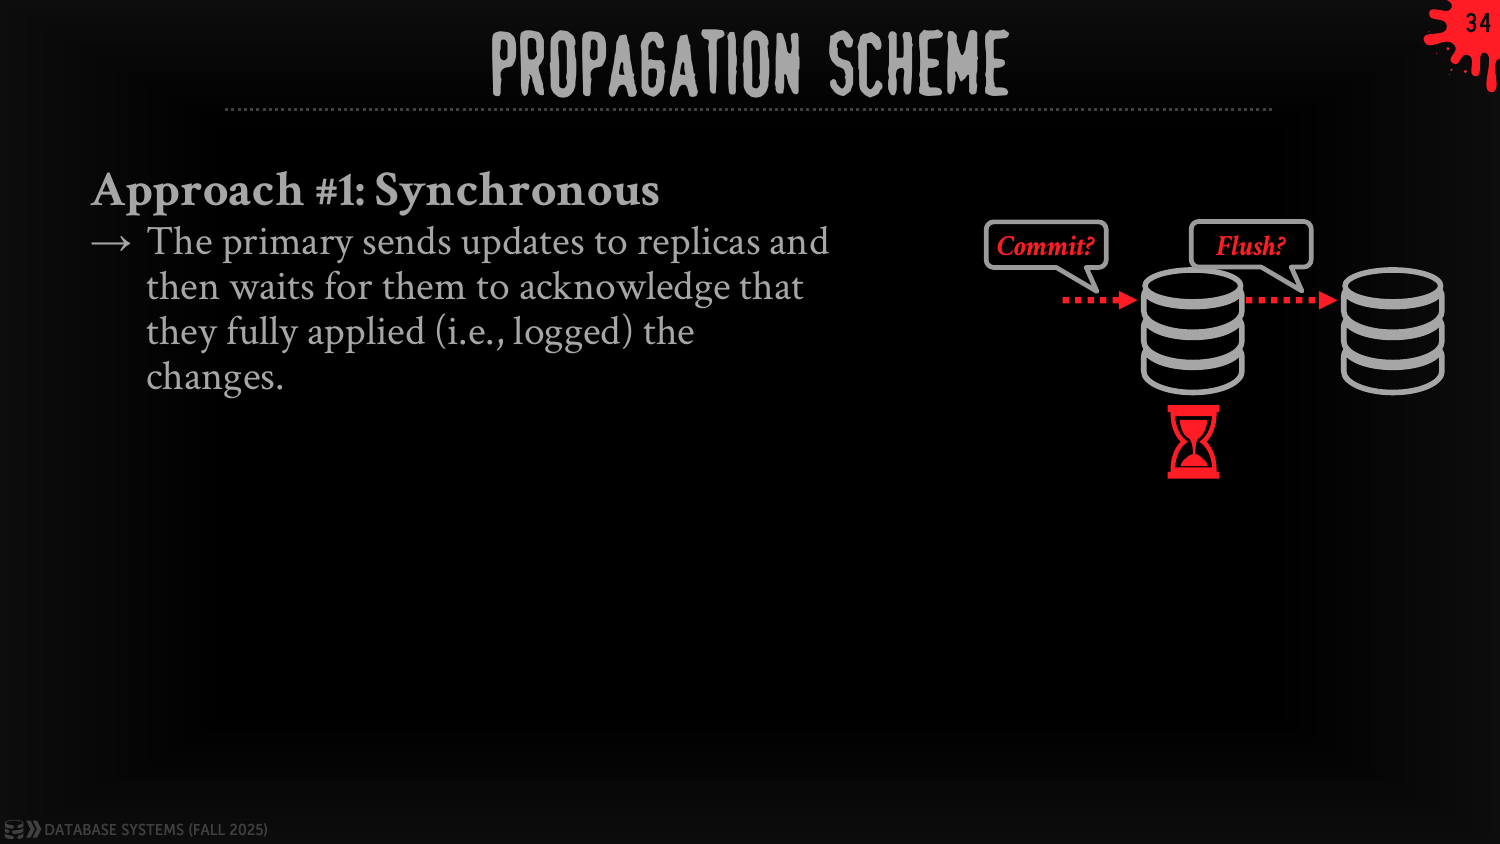 PROPAGATION SCHEME
34
Approach #1: Synchronous
→ The primary sends updates to replicas and
then waits for them to acknowledge that
they fully applied (i.e., logged) the
changes.
Commit?
Flush?
DATABASE SYSTEMS (FALL 2025)